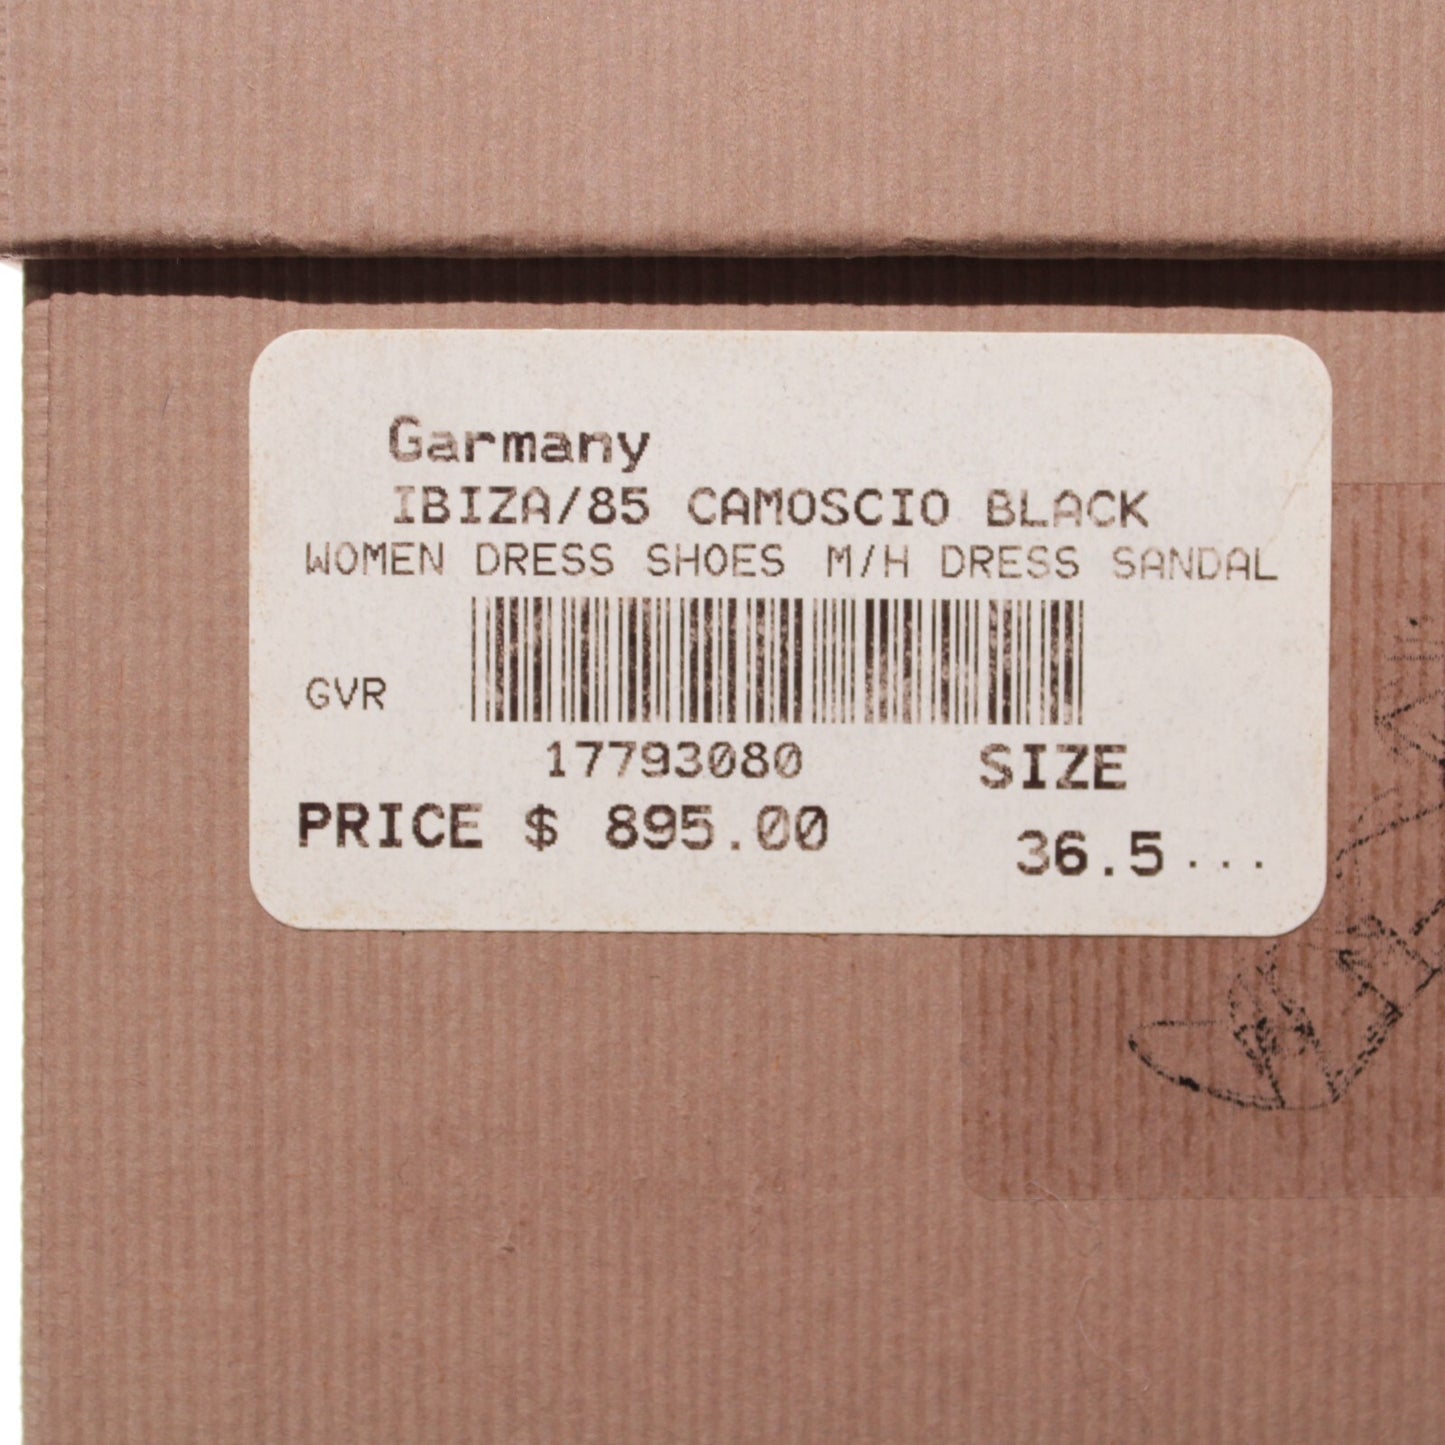 Garmany
IBIZA/85 CAMOSCIO BLACK
WOMEN DRESS SHOES M/H DRESS SANDAL
GVR
17793080 SIZE
PRICE $ 895.00 36.5...